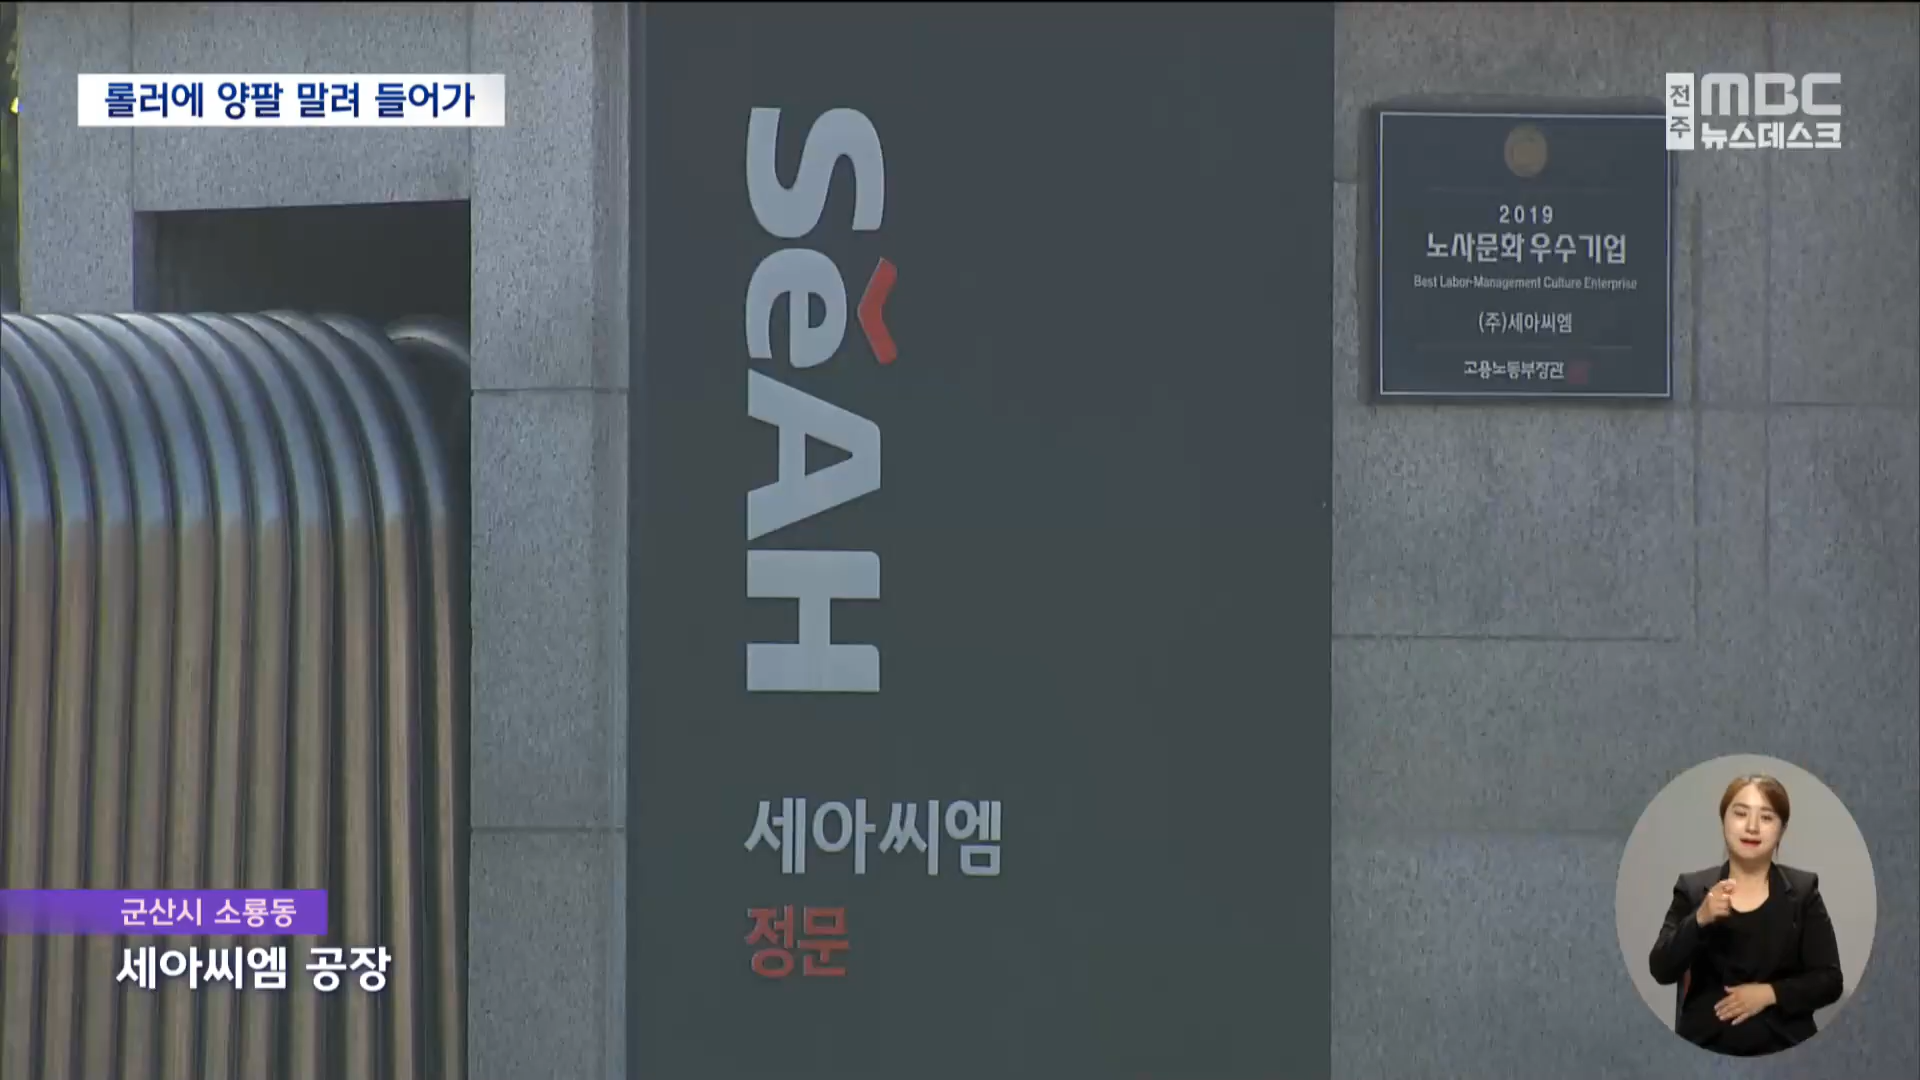 롤러에 양팔 말려 들어가
전주
MBC
뉴스데스크
2019
노사문화 우수기업
Best Labor-Management Culture Enterprise
(주)세아씨엠
고용노동부장관
SeAH
세아씨엠
정문
군산시 소룡동
세아씨엠 공장